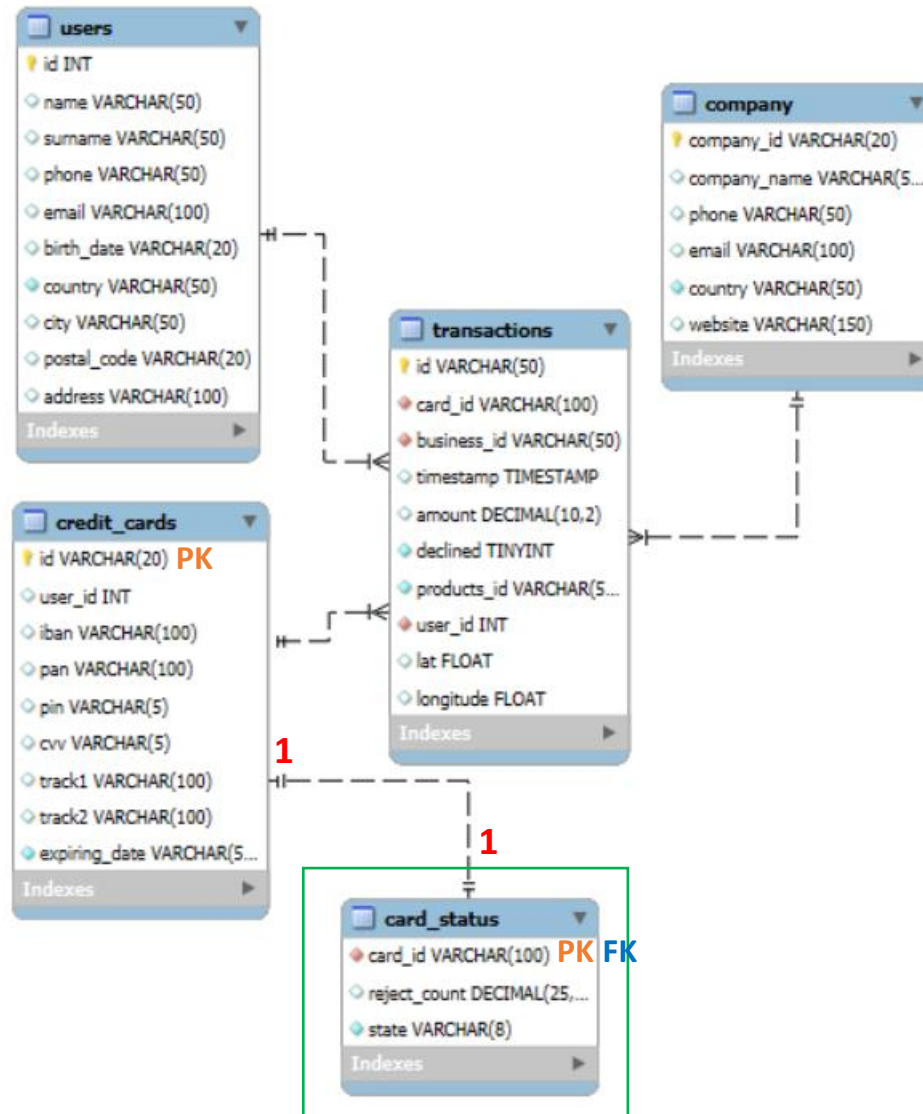 users
id INT
name VARCHAR(50)
surname VARCHAR(50)
phone VARCHAR(50)
email VARCHAR(100)
birth_date VARCHAR(20)
country VARCHAR(50)
city VARCHAR(50)
postal_code VARCHAR(20)
address VARCHAR(100)
Indexes
company
company_id VARCHAR(20)
company_name VARCHAR(5...
phone VARCHAR(50)
email VARCHAR(100)
country VARCHAR(50)
website VARCHAR(150)
Indexes
transactions
id VARCHAR(50)
card_id VARCHAR(100)
business_id VARCHAR(50)
timestamp TIMESTAMP
amount DECIMAL(10,2)
declined TINYINT
products_id VARCHAR(5...
user_id INT
lat FLOAT
longitude FLOAT
Indexes
credit_cards
id VARCHAR(20) PK
user_id INT
iban VARCHAR(100)
pan VARCHAR(100)
pin VARCHAR(5)
cvv VARCHAR(5)
track1 VARCHAR(100)
track2 VARCHAR(100)
expiring_date VARCHAR(5...
Indexes
1
1
card_status
card_id VARCHAR(100) PK FK
reject_count DECIMAL(25,...
state VARCHAR(8)
Indexes